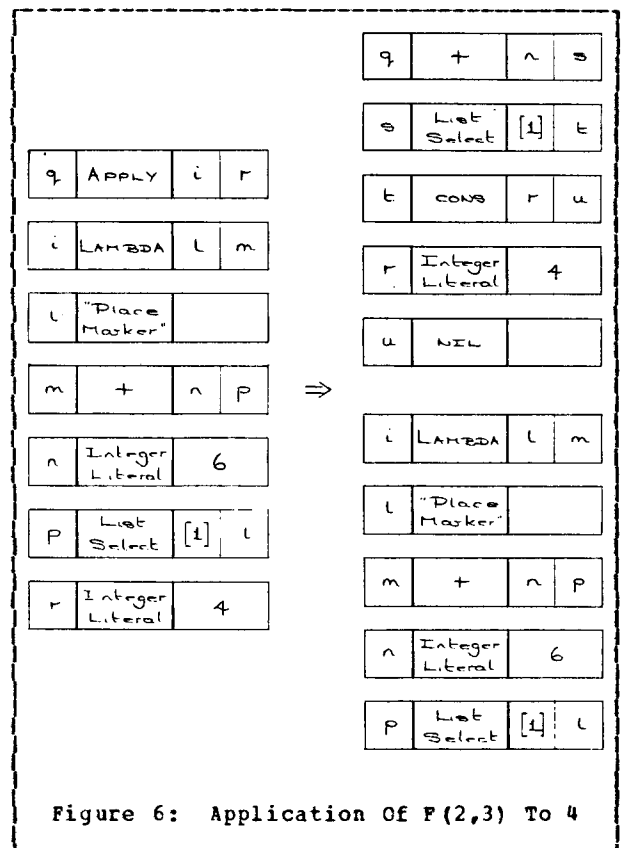 q APPLY i r
i LAMBDA l m
l "Place Marker"
m + n p
n Integer Literal 6
p List Select [1] l
r Integer Literal 4
⇒
q + n s
s List Select [1] t
t CONS r u
r Integer Literal 4
u NIL
i LAMBDA l m
l "Place Marker"
m + n p
n Integer Literal 6
p List Select [1] l
Figure 6: Application Of F(2,3) To 4